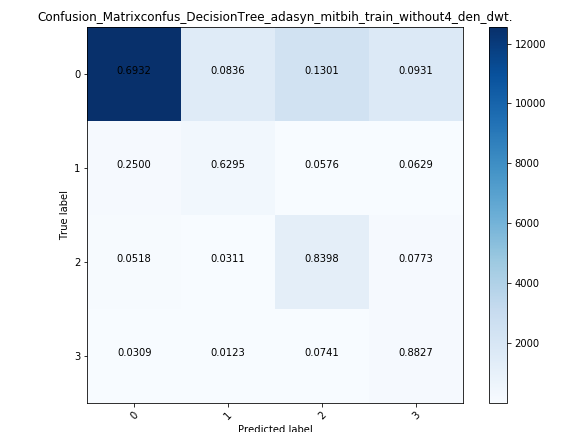 Confusion_Matrixconfus_DecisionTree_adasyn_mitbih_train_without4_den_dwt.
0 0.6932 0.0836 0.1301 0.0931
1 0.2500 0.6295 0.0576 0.0629
2 0.0518 0.0311 0.8398 0.0773
3 0.0309 0.0123 0.0741 0.8827
0 1 2 3
True label
Predicted label
12000
10000
8000
6000
4000
2000